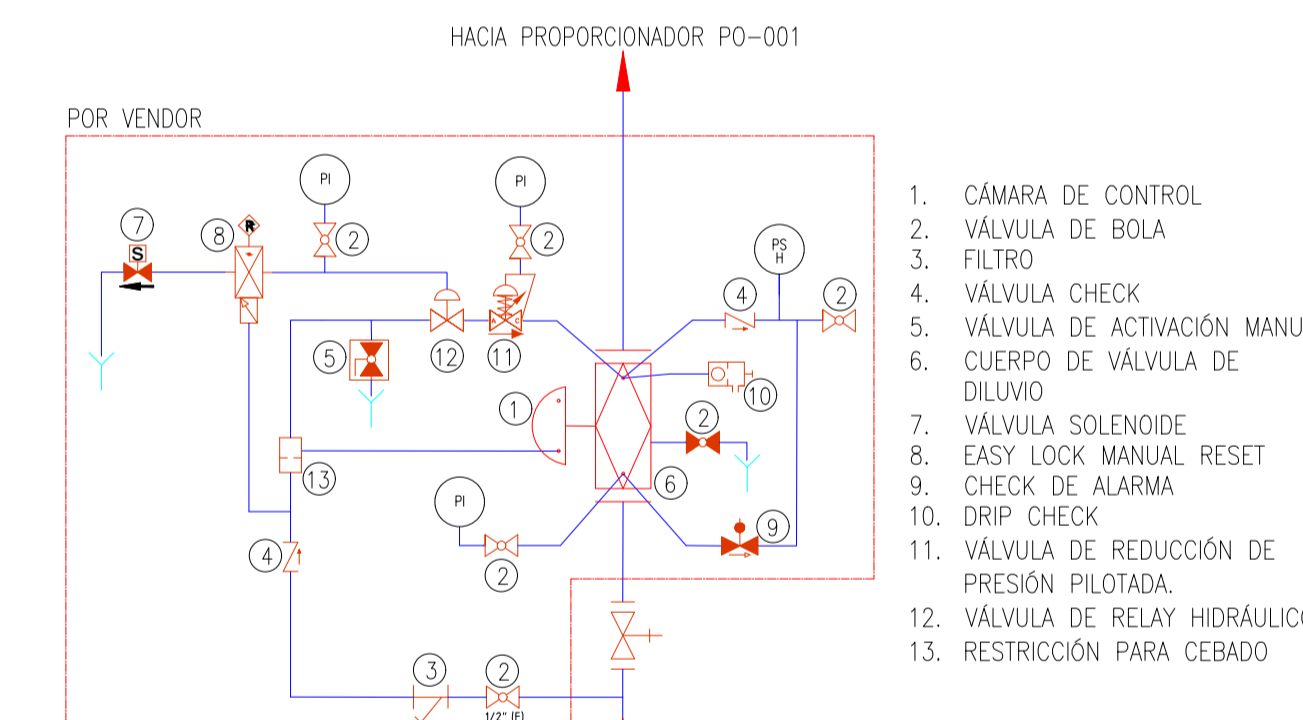 HACIA PROPORCIONADOR PO-001
POR VENDOR
PI
PI
7
8
R
2
2
S
PS
H
4
2
5
12
11
A C
10
1
2
13
6
PI
9
4
2
3
2
1/2" (F)
1. CÁMARA DE CONTROL
2. VÁLVULA DE BOLA
3. FILTRO
4. VÁLVULA CHECK
5. VÁLVULA DE ACTIVACIÓN MANU
6. CUERPO DE VÁLVULA DE
DILUVIO
7. VÁLVULA SOLENOIDE
8. EASY LOCK MANUAL RESET
9. CHECK DE ALARMA
10. DRIP CHECK
11. VÁLVULA DE REDUCCIÓN DE
PRESIÓN PILOTADA.
12. VÁLVULA DE RELAY HIDRÁULICO
13. RESTRICCIÓN PARA CEBADO